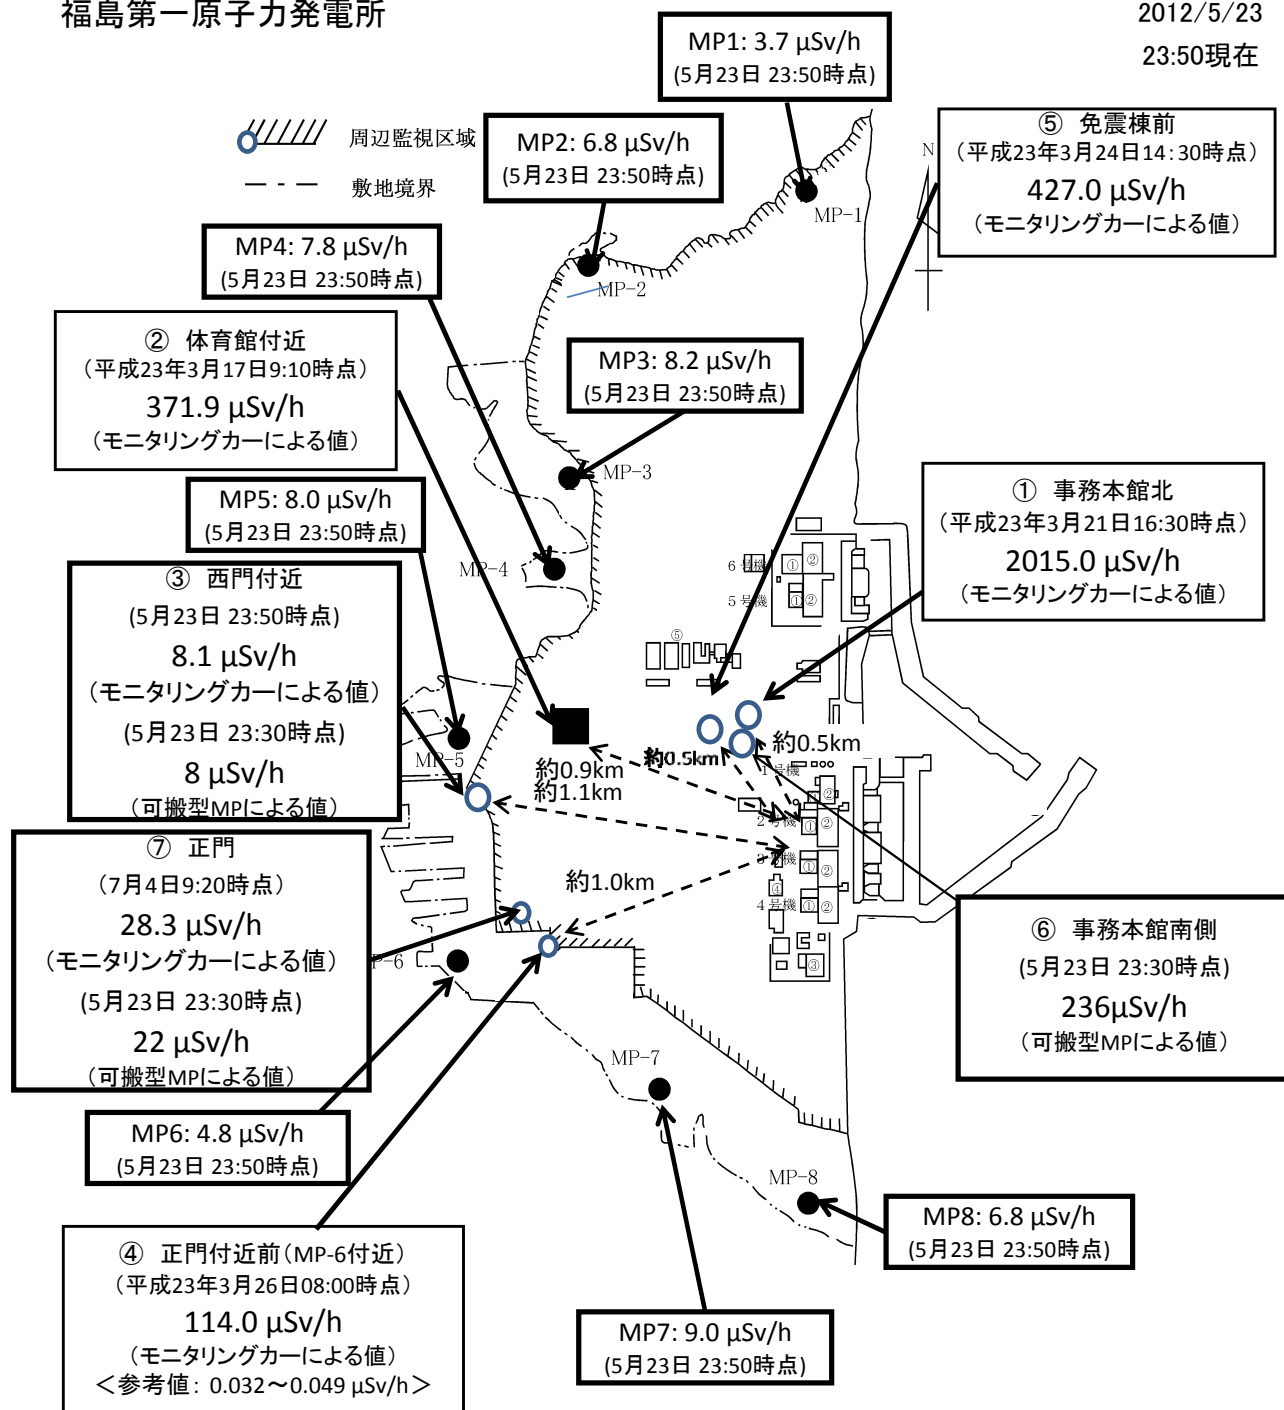 福島第一原子力発電所
2012/5/23
23:50現在
MP1: 3.7 μSv/h
(5月23日 23:50時点)
周辺監視区域
敷地境界
MP2: 6.8 μSv/h
(5月23日 23:50時点)
⑤ 免震棟前
(平成23年3月24日14:30時点)
427.0 μSv/h
(モニタリングカーによる値)
N
MP-1
MP4: 7.8 μSv/h
(5月23日 23:50時点)
MP-2
② 体育館付近
(平成23年3月17日9:10時点)
371.9 μSv/h
(モニタリングカーによる値)
MP3: 8.2 μSv/h
(5月23日 23:50時点)
MP-3
MP5: 8.0 μSv/h
(5月23日 23:50時点)
① 事務本館北
(平成23年3月21日16:30時点)
2015.0 μSv/h
(モニタリングカーによる値)
MP-4
6号機
① ②
5号機
① ②
⑤
③ 西門付近
(5月23日 23:50時点)
8.1 μSv/h
(モニタリングカーによる値)
(5月23日 23:30時点)
8 μSv/h
(可搬型MPによる値)
MP-5
約0.9km
約1.1km
約0.5km
約0.5km
1号機
① ②
2号機
① ②
3号機
① ②
④
4号機
① ②
③
約1.0km
⑦ 正門
(7月4日9:20時点)
28.3 μSv/h
(モニタリングカーによる値)
(5月23日 23:30時点)
22 μSv/h
(可搬型MPによる値)
P-6
⑥ 事務本館南側
(5月23日 23:30時点)
236μSv/h
(可搬型MPによる値)
MP-7
MP6: 4.8 μSv/h
(5月23日 23:50時点)
MP-8
MP8: 6.8 μSv/h
(5月23日 23:50時点)
④ 正門付近前(MP-6付近)
(平成23年3月26日08:00時点)
114.0 μSv/h
(モニタリングカーによる値)
<参考値: 0.032~0.049 μSv/h>
MP7: 9.0 μSv/h
(5月23日 23:50時点)